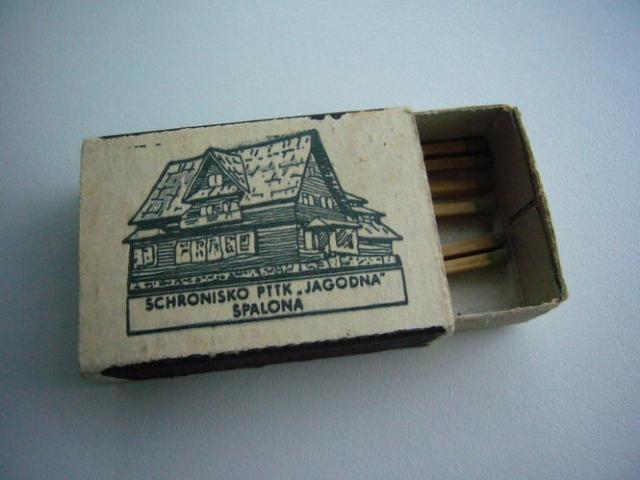 SCHRONISKO PTTK „JAGODNA"
SPALONA